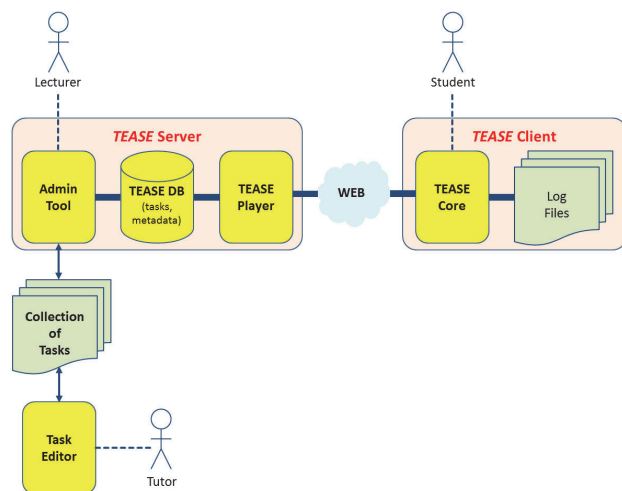 Lecturer
Student
TEASE Server
TEASE Client
Admin
Tool
TEASE DB
(tasks,
metadata)
TEASE
Player
WEB
TEASE
Core
Log
Files
Collection
of
Tasks
Task
Editor
Tutor